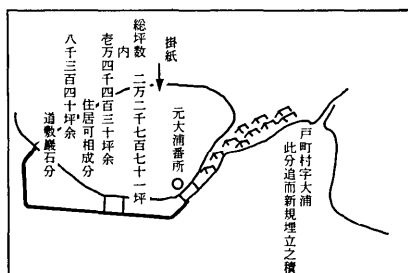 戸町村字大浦
此分追而新規埋立之積
元大浦番所
掛紙
総坪数 二万二千七百七十一坪
内
壱万四千四百三十坪余
住居可相成分
八千三百四十坪余
道敷巌石分